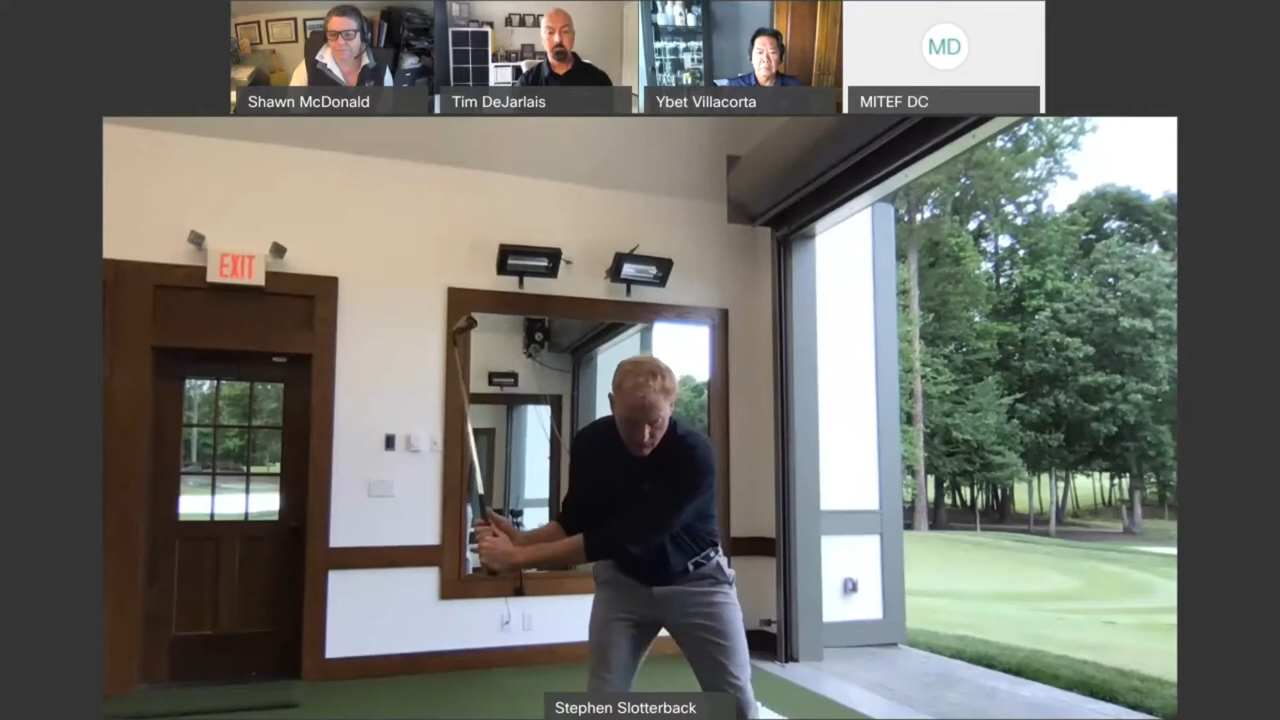 Shawn McDonald
Tim DeJarlais
Ybet Villacorta
MD
MITEF DC
EXIT
Stephen Slotterback